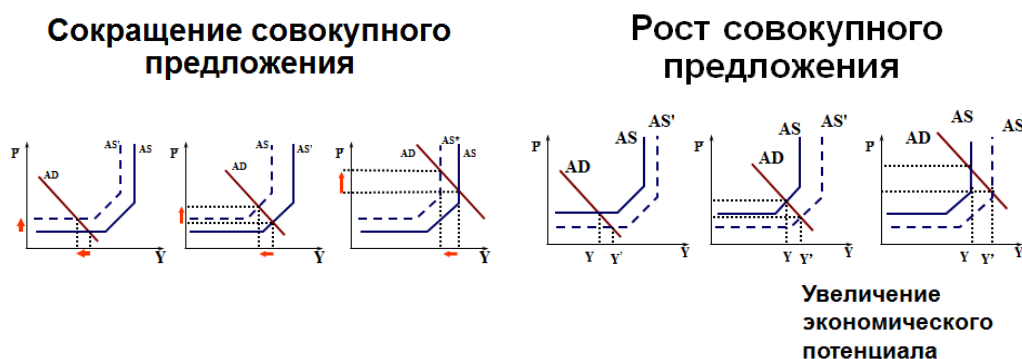 Сокращение совокупного
предложения
Рост совокупного
предложения
P
AD
AS'
AS
Y
P
AD
AS
AS'
Y
P
AD
AS*
AS
Y
P
AD
AS
AS'
Y
Y'
Y
P
AD
AS
AS'
Y
Y'
Y
P
AD
AS
AS
Y
Y'
Y
Увеличение
экономического
потенциала